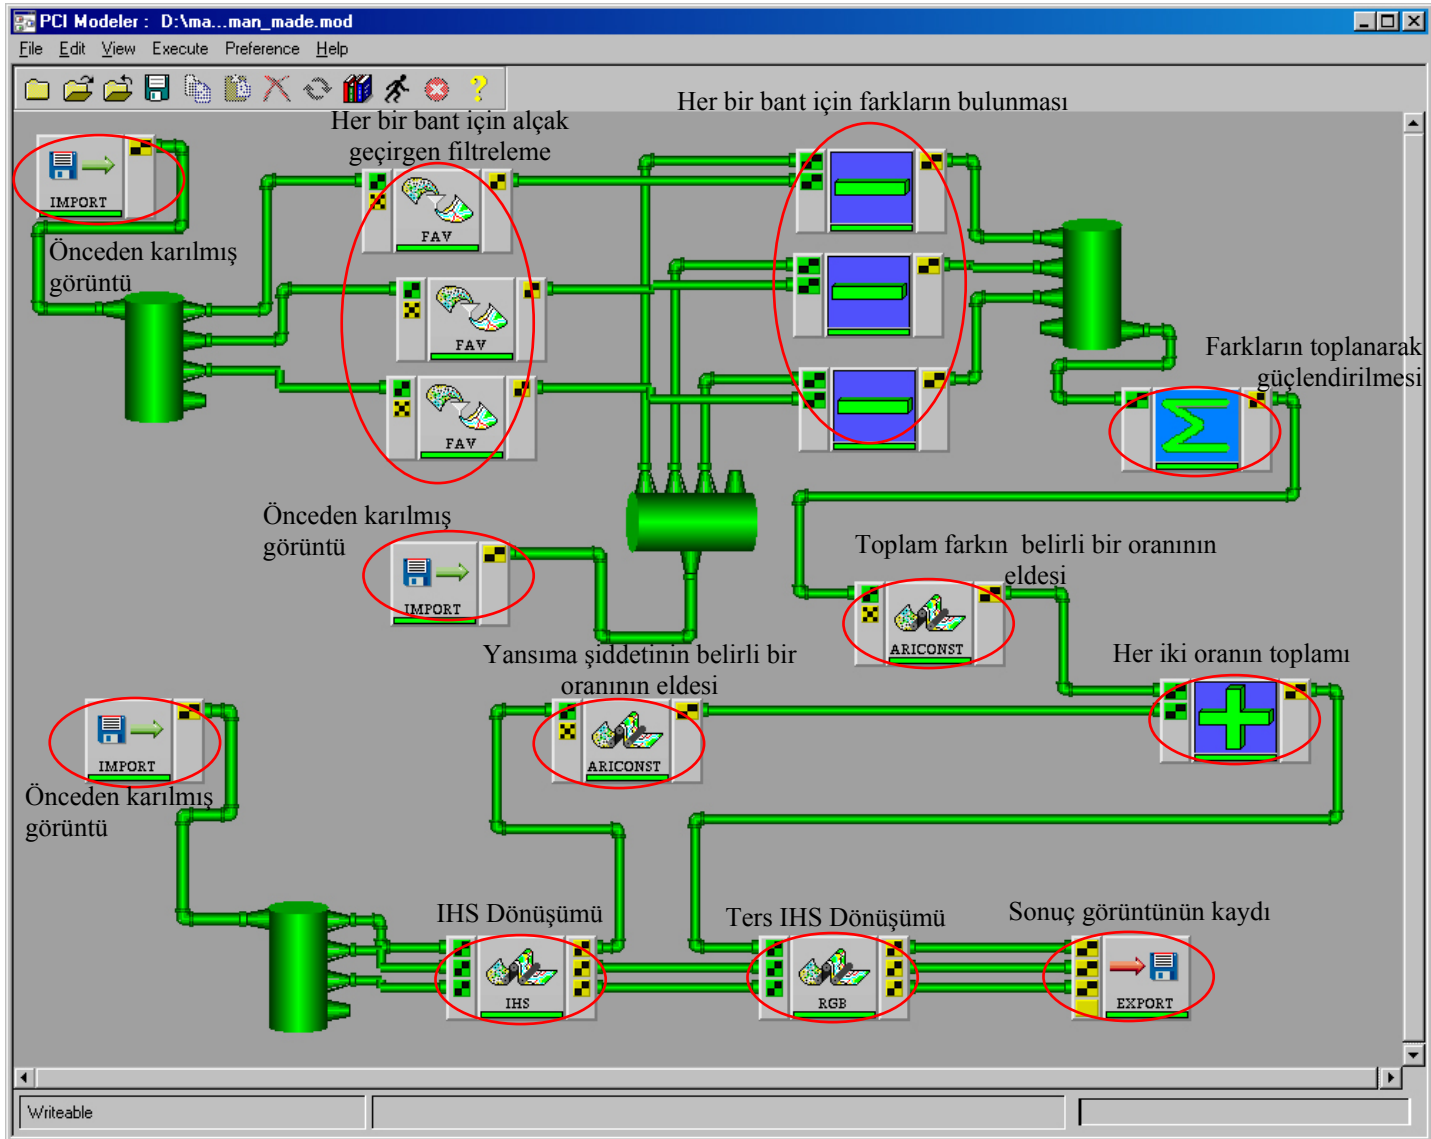 PCI Modeler : D:\ma...man_made.mod
File Edit View Execute Preference Help
Her bir bant için farkların bulunması
Her bir bant için alçak
geçirgen filtreleme
IMPORT
FAV
Önceden karılmış
görüntü
FAV
Farkların toplanarak
güçlendirilmesi
FAV
Önceden karılmış
görüntü
Toplam farkın belirli bir oranının
eldesi
IMPORT
ARICONST
Yansıma şiddetinin belirli bir
oranının eldesi
Her iki oranın toplamı
IMPORT
ARICONST
Önceden karılmış
görüntü
IHS Dönüşümü
Ters IHS Dönüşümü
Sonuç görüntünün kaydı
IHS
RGB
EXPORT
Writeable